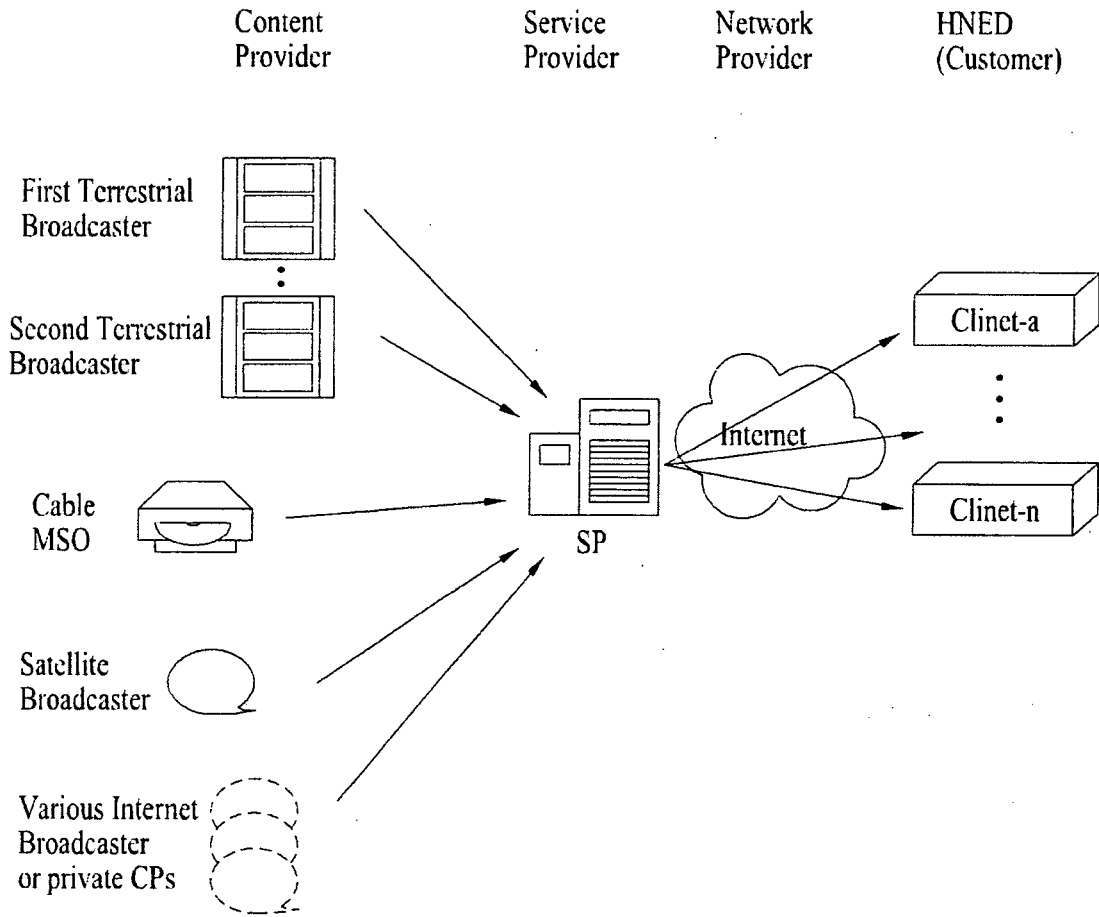 Content
Provider
Service
Provider
Network
Provider
HNED
(Customer)
First Terrestrial
Broadcaster
Second Terrestrial
Broadcaster
Cable
MSO
Satellite
Broadcaster
Various Internet
Broadcaster
or private CPs
SP
Internet
Clinet-a
Clinet-n